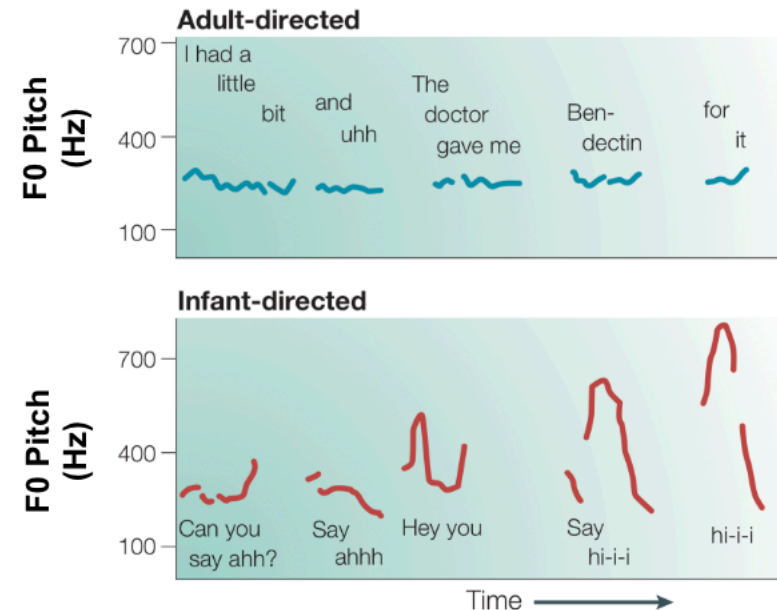 Adult-directed
F0 Pitch
(Hz)
700
400
100
I had a
little
bit
and
uhh
The
doctor
gave me
Ben-
dectin
for
it
Infant-directed
F0 Pitch
(Hz)
700
400
100
Can you
say ahh?
Say
ahhh
Hey you
Say
hi-i-i
hi-i-i
Time